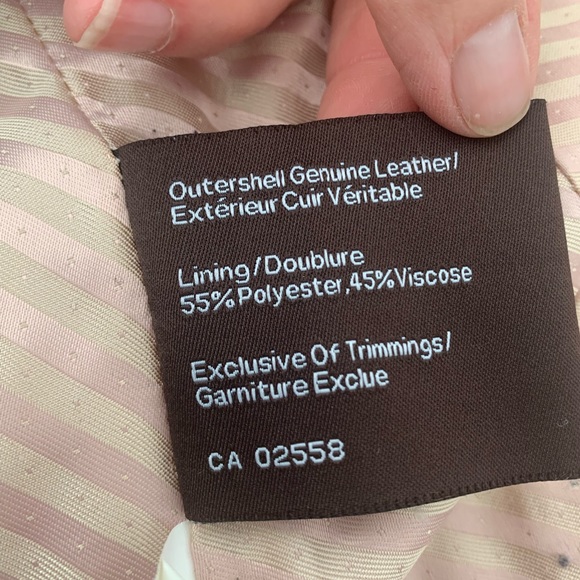 Outershell Genuine Leather/
Extérieur Cuir Véritable
Lining/Doublure
55%Polyester,45%Viscose
Exclusive Of Trimmings/
Garniture Exclue
CA 02558